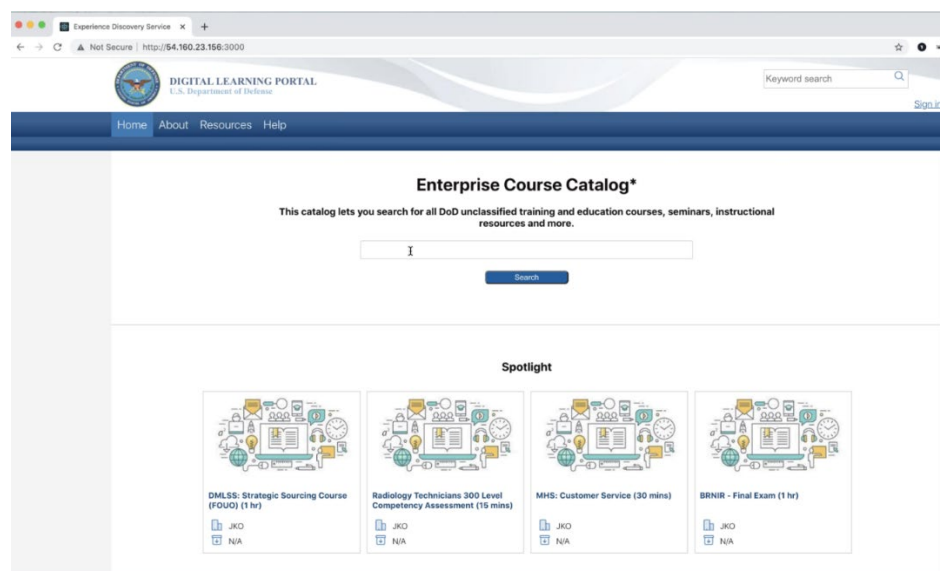 Experience Discovery Service
Not Secure | http://54.160.23.156:3000
DIGITAL LEARNING PORTAL
U.S. Department of Defense
Keyword search
Sign in
Home About Resources Help
Enterprise Course Catalog*
This catalog lets you search for all DoD unclassified training and education courses, seminars, instructional
resources and more.
Search
Spotlight
DMLSS: Strategic Sourcing Course
(FOUO) (1 hr)
JKO
N/A
Radiology Technicians 300 Level
Competency Assessment (15 mins)
JKO
N/A
MHS: Customer Service (30 mins)
JKO
N/A
BRNIR - Final Exam (1 hr)
JKO
N/A